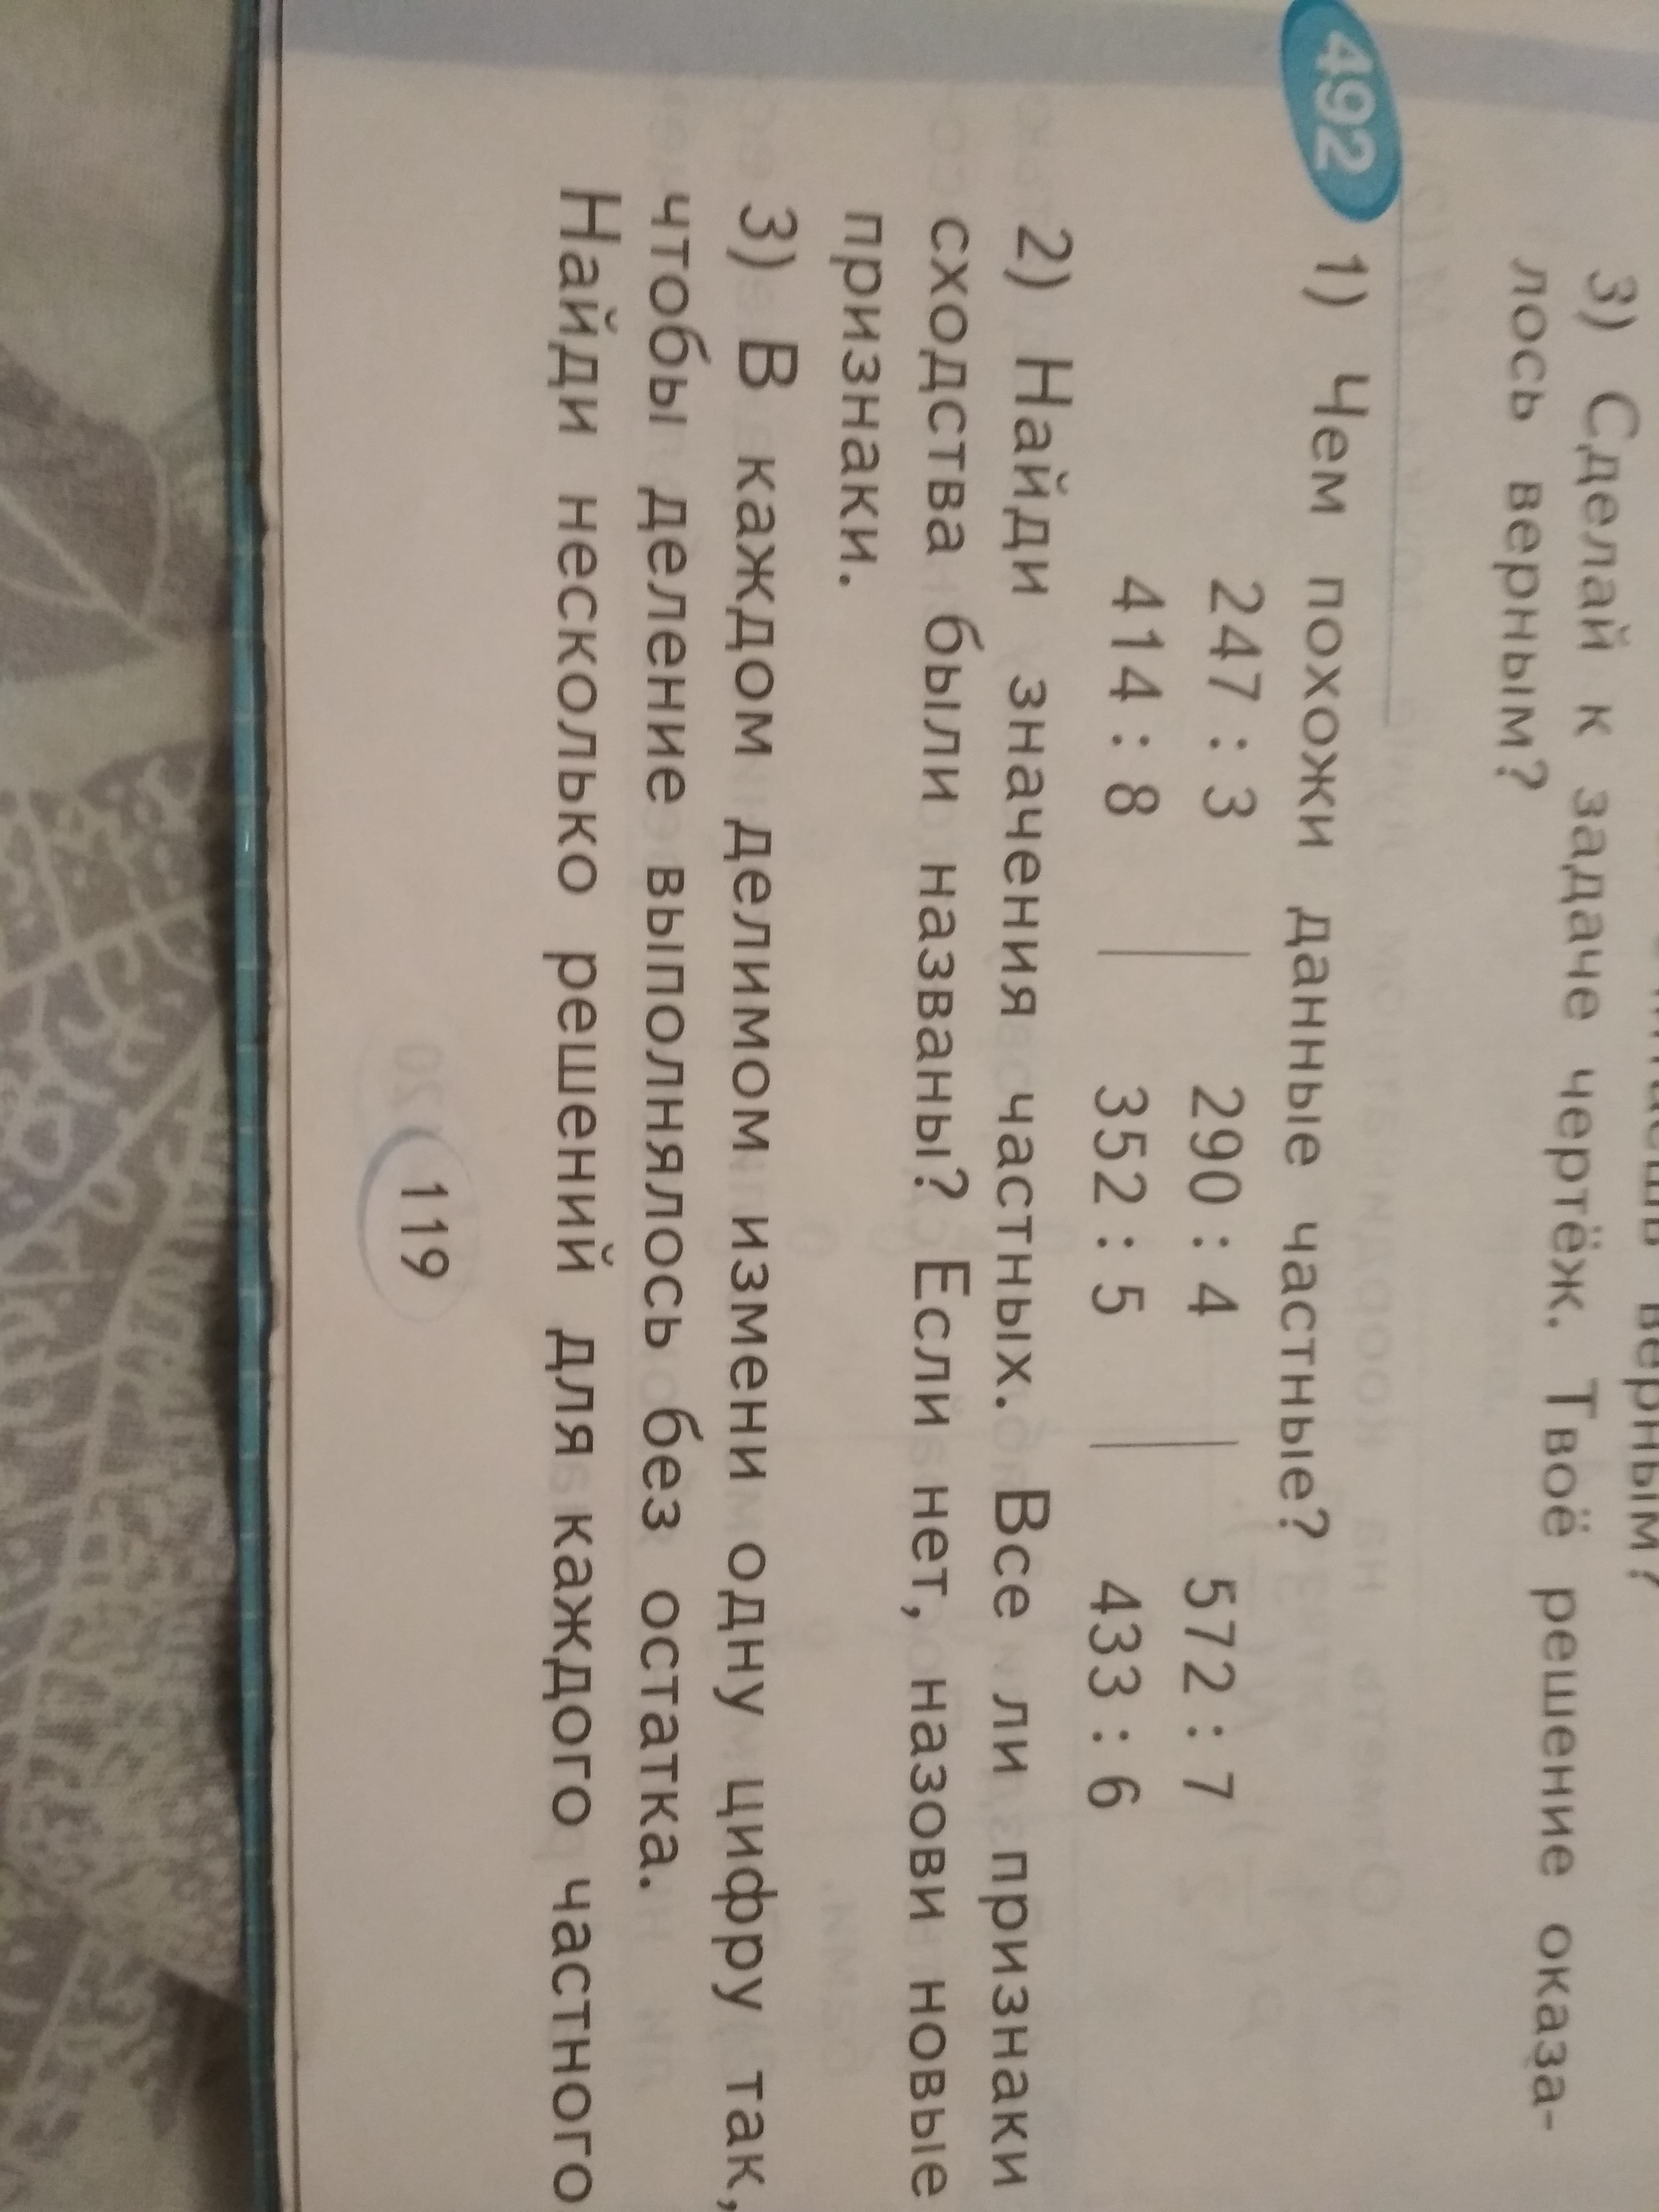 верным?
3) Сделай к задаче чертёж. Твоё решение оказа-
лось верным?
492 1) Чем похожи данные частные?
247 : 3 290 : 4 572 : 7
414 : 8 352 : 5 433 : 6
2) Найди значения частных. Все ли признаки
сходства были названы? Если нет, назови новые
признаки.
3) В каждом делимом измени одну цифру так,
чтобы деление выполнялось без остатка.
Найди несколько решений для каждого частного
119